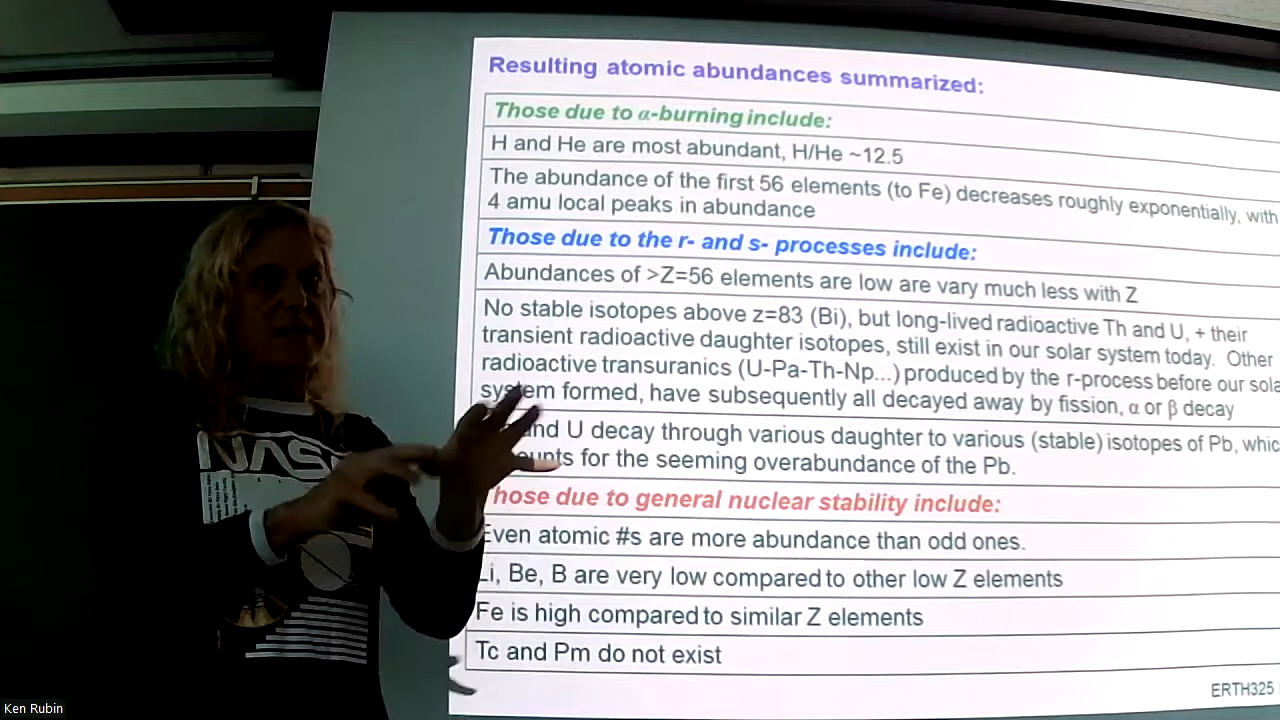 Resulting atomic abundances summarized:
Those due to α-burning include:
H and He are most abundant, H/He ~12.5
The abundance of the first 56 elements (to Fe) decreases roughly exponentially, with
4 amu local peaks in abundance
Those due to the r- and s- processes include:
Abundances of >Z=56 elements are low are vary much less with Z
No stable isotopes above z=83 (Bi), but long-lived radioactive Th and U, + their
transient radioactive daughter isotopes, still exist in our solar system today. Other
radioactive transuranics (U-Pa-Th-Np...) produced by the r-process before our sola
system formed, have subsequently all decayed away by fission, α or β decay
and U decay through various daughter to various (stable) isotopes of Pb, whic
ounts for the seeming overabundance of the Pb.
hose due to general nuclear stability include:
Even atomic #s are more abundance than odd ones.
Li, Be, B are very low compared to other low Z elements
Fe is high compared to similar Z elements
Tc and Pm do not exist
ERTH325
NAS
Ken Rubin